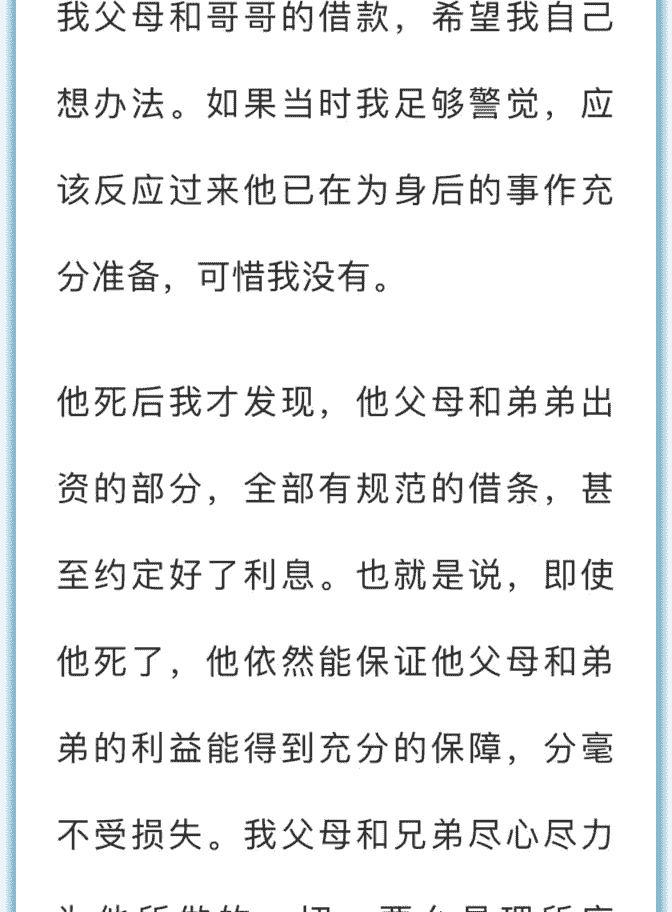 我父母和哥哥的借款，希望我自己
想办法。如果当时我足够警觉，应
该反应过来他已在为身后的事作充
分准备，可惜我没有。
他死后我才发现，他父母和弟弟出
资的部分，全部有规范的借条，甚
至约定好了利息。也就是说，即使
他死了，他依然能保证他父母和弟
弟的利益能得到充分的保障，分毫
不受损失。我父母和兄弟尽心尽力